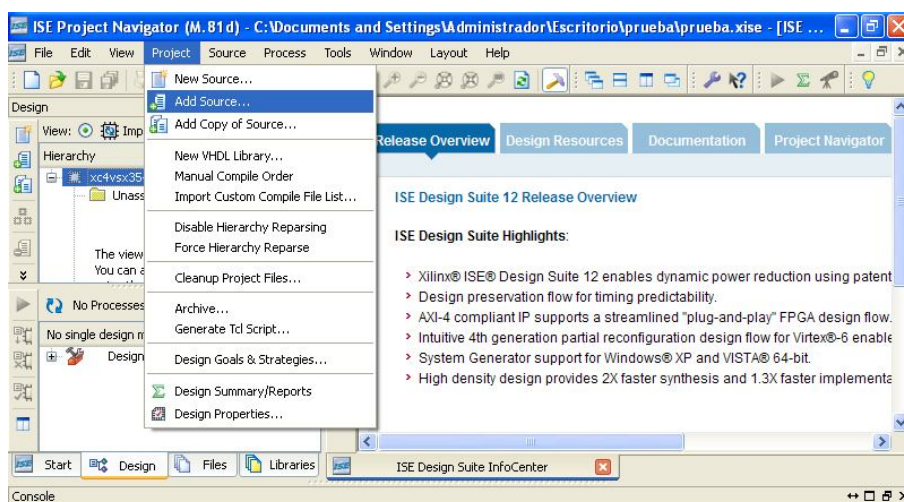 ISE Project Navigator (M.81d) - C:\Documents and Settings\Administrador\Escritorio\prueba\prueba.xise - [ISE ...
File Edit View Project Source Process Tools Window Layout Help
New Source...
Add Source...
Add Copy of Source...
New VHDL Library...
Manual Compile Order
Import Custom Compile File List...
Disable Hierarchy Reparsing
Force Hierarchy Reparse
Cleanup Project Files...
Archive...
Generate Tcl Script...
Design Goals & Strategies...
Design Summary/Reports
Design Properties...
Design
View: Imp
Hierarchy
xc4vsx35
Unass
The view
You can a
No Processes
No single design m
Design
Start Design Files Libraries
Release Overview Design Resources Documentation Project Navigator
ISE Design Suite 12 Release Overview
ISE Design Suite Highlights:
Xilinx® ISE® Design Suite 12 enables dynamic power reduction using patent
Design preservation flow for timing predictability.
AXI-4 compliant IP supports a streamlined "plug-and-play" FPGA design flow.
Intuitive 4th generation partial reconfiguration design flow for Virtex®-6 enable
System Generator support for Windows® XP and VISTA® 64-bit.
High density design provides 2X faster synthesis and 1.3X faster implementa
ISE Design Suite InfoCenter
Console